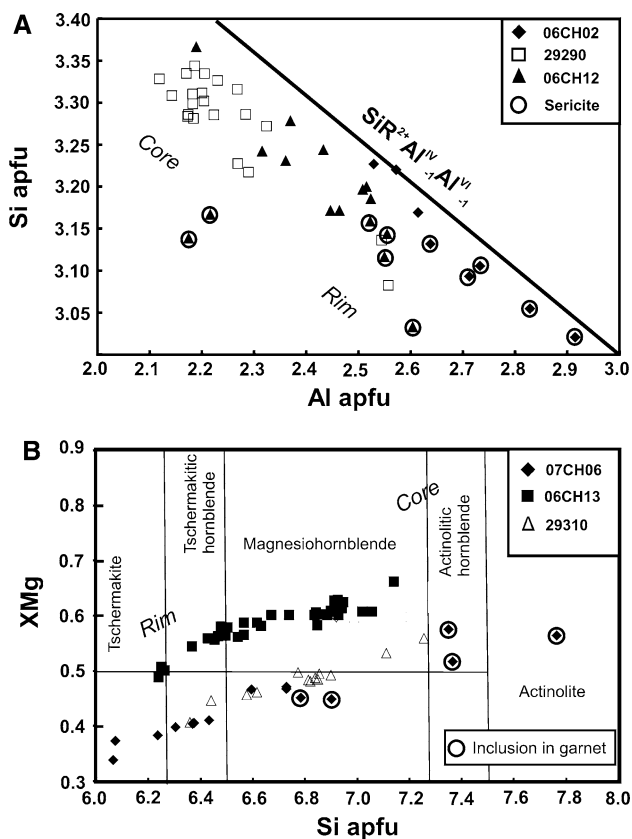 A
3.40
3.35
3.30
3.25
3.20
3.15
3.10
3.05
Si apfu
2.0 2.1 2.2 2.3 2.4 2.5 2.6 2.7 2.8 2.9 3.0
Al apfu
Core
Rim
SiR2+AlIV-1AlVI-1
06CH02
29290
06CH12
Sericite
B
0.9
0.8
0.7
0.6
0.5
0.4
0.3
XMg
6.0 6.2 6.4 6.6 6.8 7.0 7.2 7.4 7.6 7.8 8.0
Si apfu
Tschermakite
Tschermakitic
hornblende
Magnesiohornblende
Actinolitic
hornblende
Actinolite
Rim
Core
07CH06
06CH13
29310
Inclusion in garnet